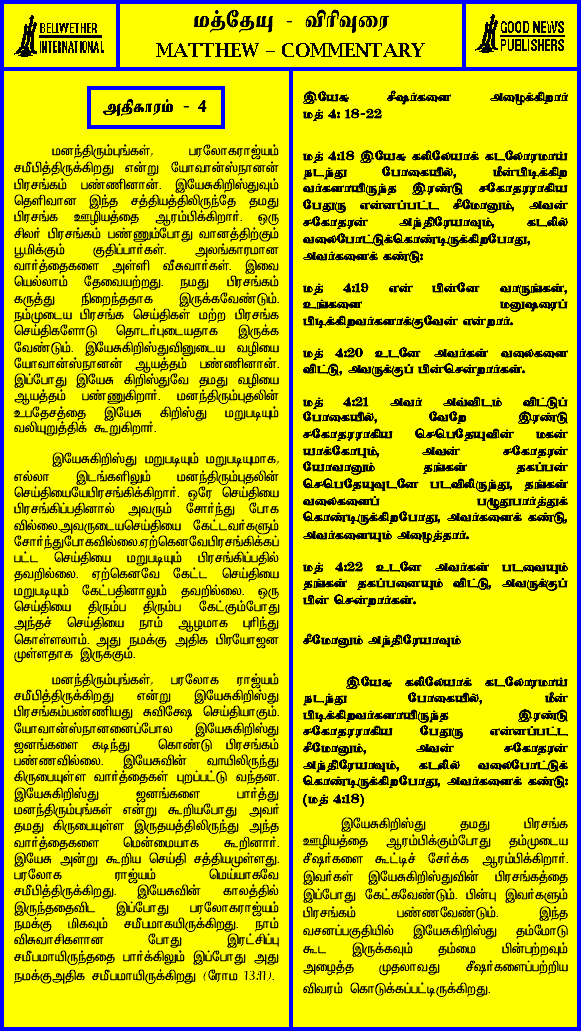 BELLWETHER
INTERNATIONAL
மத்தேயு - விரிவுரை
MATTHEW – COMMENTARY
GOOD NEWS
PUBLISHERS
அதிகாரம் - 4
மனந்திரும்புங்கள், பரலோகராஜ்யம்
சமீபித்திருக்கிறது என்று யோவான்ஸ்நானன்
பிரசங்கம் பண்ணினான். இயேசுகிறிஸ்துவும்
தெளிவான இந்த சத்தியத்திலிருந்தே தமது
பிரசங்க ஊழியத்தை ஆரம்பிக்கிறார். ஒரு
சிலர் பிரசங்கம் பண்ணும்போது வானத்திற்கும்
பூமிக்கும் குதிப்பார்கள். அலங்காரமான
வார்த்தைகளை அள்ளி வீசுவார்கள். இவை
யெல்லாம் தேவையற்றது. நமது பிரசங்கம்
கருத்து நிறைந்ததாக இருக்கவேண்டும்.
நம்முடைய பிரசங்க செய்திகள் மற்ற பிரசங்க
செய்திகளோடு தொடர்புடையதாக இருக்க
வேண்டும். இயேசுகிறிஸ்துவினுடைய வழியை
யோவான்ஸ்நானன் ஆயத்தம் பண்ணினான்.
இப்போது இயேசு கிறிஸ்துவே தமது வழியை
ஆயத்தம் பண்ணுகிறார். மனந்திரும்புதலின்
உபதேசத்தை இயேசு கிறிஸ்து மறுபடியும்
வலியுறுத்திக் கூறுகிறார்.
இயேசுகிறிஸ்து மறுபடியும் மறுபடியுமாக,
எல்லா இடங்களிலும் மனந்திரும்புதலின்
செய்தியையேபிரசங்கிக்கிறார். ஒரே செய்தியை
பிரசங்கிப்பதினால் அவரும் சோர்ந்து போக
வில்லை.அவருடையசெய்தியை கேட்டவர்களும்
சோர்ந்துபோகவில்லை.ஏற்கெனவேபிரசங்கிக்கப்
பட்ட செய்தியை மறுபடியும் பிரசங்கிப்பதில்
தவறில்லை. ஏற்கெனவே கேட்ட செய்தியை
மறுபடியும் கேட்பதினாலும் தவறில்லை. ஒரு
செய்தியை திரும்ப திரும்ப கேட்கும்போது
அந்தச் செய்தியை நாம் ஆழமாக புரிந்து
கொள்ளலாம். அது நமக்கு அதிக பிரயோஜன
முள்ளதாக இருக்கும்.
மனந்திரும்புங்கள், பரலோக ராஜ்யம்
சமீபித்திருக்கிறது என்று இயேசுகிறிஸ்து
பிரசங்கம்பண்ணியது சுவிசேஷ செய்தியாகும்.
யோவான்ஸ்நானனைப்போல இயேசுகிறிஸ்து
ஜனங்களை கடிந்து கொண்டு பிரசங்கம்
பண்ணவில்லை. இயேசுவின் வாயிலிருந்து
கிருபையுள்ள வார்த்தைகள் புறப்பட்டு வந்தன.
இயேசுகிறிஸ்து ஜனங்களை பார்த்து
மனந்திரும்புங்கள் என்று கூறியபோது அவர்
தமது கிருபையுள்ள இருதயத்திலிருந்து அந்த
வார்த்தைகளை மென்மையாக கூறினார்.
இயேசு அன்று கூறிய செய்தி சத்தியமுள்ளது.
பரலோக ராஜ்யம் மெய்யாகவே
சமீபித்திருக்கிறது. இயேசுவின் காலத்தில்
இருந்ததைவிட இப்போது பரலோகராஜ்யம்
நமக்கு மிகவும் சமீபமாகயிருக்கிறது. நாம்
விசுவாசிகளான போது இரட்சிப்பு
சமீபமாயிருந்ததை பார்க்கிலும் இப்போது அது
நமக்குஅதிக சமீபமாயிருக்கிறது (ரோம 13:11).
இயேசு சீஷர்களை அழைக்கிறார்
மத் 4: 18-22
மத் 4:18 இயேசு கலிலேயாக் கடலோரமாய்
நடந்து போகையில், மீன்பிடிக்கிற
வர்களாயிருந்த இரண்டு சகோதரராகிய
பேதுரு என்னப்பட்ட சீமோனும், அவன்
சகோதரன் அந்திரேயாவும், கடலில்
வலைபோட்டுக்கொண்டிருக்கிறபோது,
அவர்களைக் கண்டு:
மத் 4:19 என் பின்னே வாருங்கள்,
உங்களை மனுஷரைப்
பிடிக்கிறவர்களாக்குவேன் என்றார்.
மத் 4:20 உடனே அவர்கள் வலைகளை
விட்டு, அவருக்குப் பின்சென்றார்கள்.
மத் 4:21 அவர் அவ்விடம் விட்டுப்
போகையில், வேறே இரண்டு
சகோதரராகிய செபெதேயுவின் மகன்
யாக்கோபும், அவன் சகோதரன்
யோவானும் தங்கள் தகப்பன்
செபெதேயுவுடனே படவிலிருந்து, தங்கள்
வலைகளைப் பழுதுபார்த்துக்
கொண்டிருக்கிறபோது, அவர்களைக் கண்டு,
அவர்களையும் அழைத்தார்.
மத் 4:22 உடனே அவர்கள் படவையும்
தங்கள் தகப்பனையும் விட்டு, அவருக்குப்
பின் சென்றார்கள்.
சீமோனும் அந்திரேயாவும்
இயேசு கலிலேயாக் கடலோரமாய்
நடந்து போகையில், மீன்
பிடிக்கிறவர்களாயிருந்த இரண்டு
சகோதரராகிய பேதுரு என்னப்பட்ட
சீமோனும், அவன் சகோதரன்
அந்திரேயாவும், கடலில் வலைபோட்டுக்
கொண்டிருக்கிறபோது, அவர்களைக் கண்டு:
(மத் 4:18)
இயேசுகிறிஸ்து தமது பிரசங்க
ஊழியத்தை ஆரம்பிக்கும்போது தம்முடைய
சீஷர்களை கூட்டிச் சேர்க்க ஆரம்பிக்கிறார்.
இவர்கள் இயேசுகிறிஸ்துவின் பிரசங்கத்தை
இப்போது கேட்கவேண்டும். பின்பு இவர்களும்
பிரசங்கம் பண்ணவேண்டும். இந்த
வசனப்பகுதியில் இயேசுகிறிஸ்து தம்மோடு
கூட இருக்கவும் தம்மை பின்பற்றவும்
அழைத்த முதலாவது சீஷர்களைப்பற்றிய
விவரம் கொடுக்கப்பட்டிருக்கிறது.